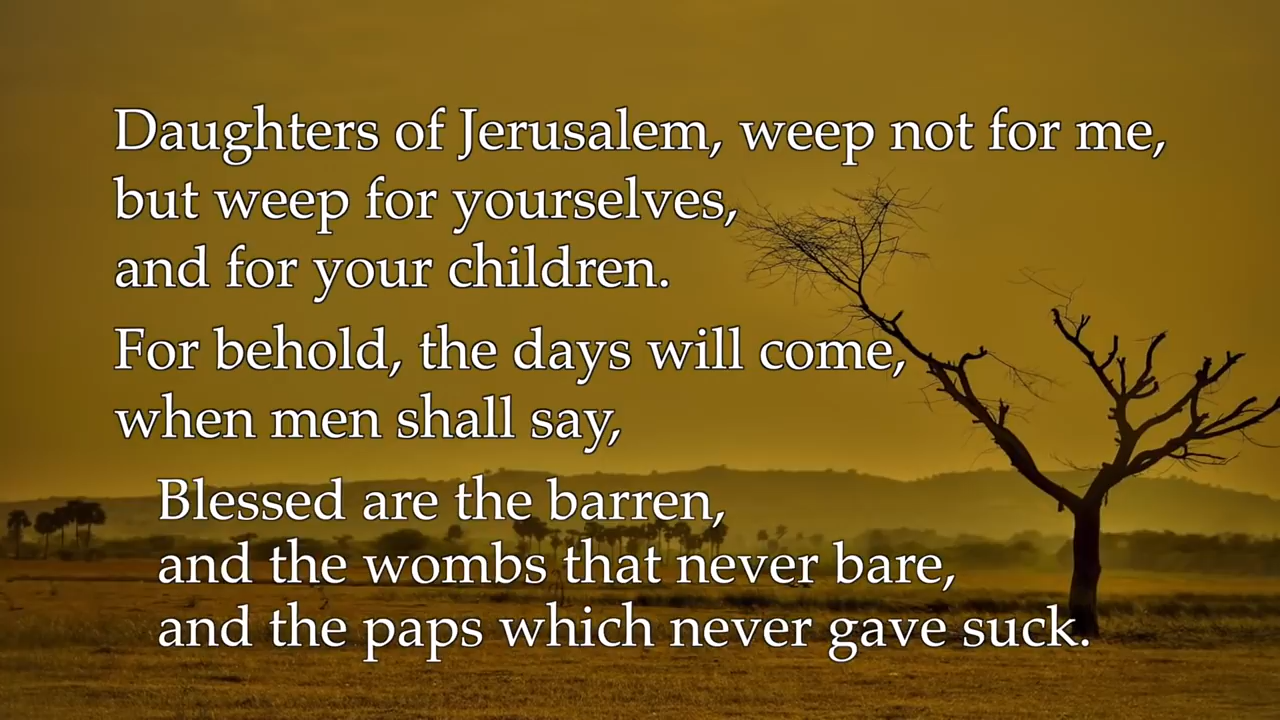 Daughters of Jerusalem, weep not for me,
but weep for yourselves,
and for your children.
For behold, the days will come,
when men shall say,
Blessed are the barren,
and the wombs that never bare,
and the paps which never gave suck.